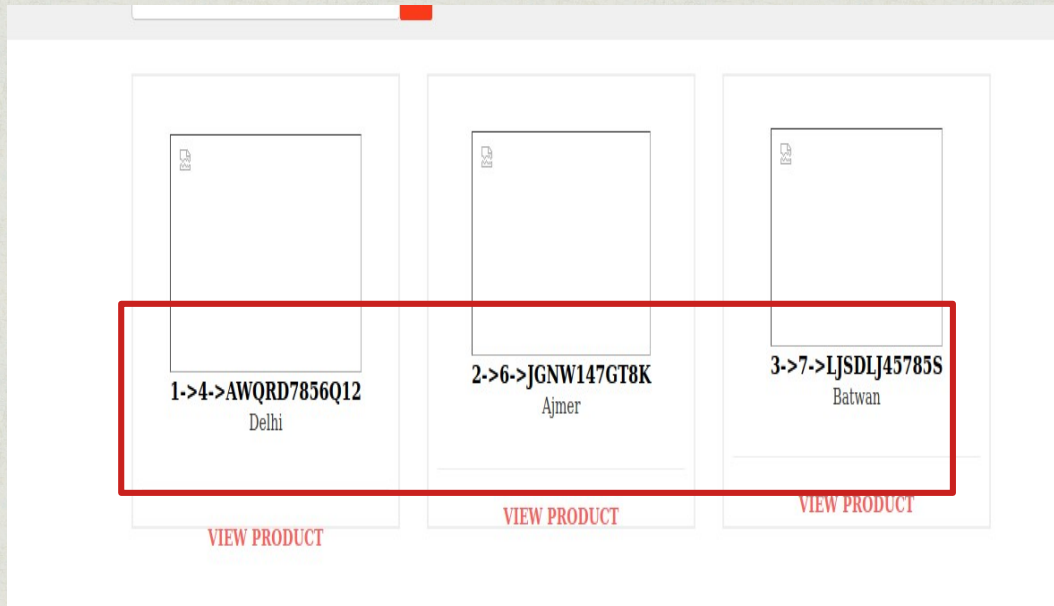 1->4->AWQRD7856Q12
Delhi
VIEW PRODUCT
2->6->JGNW147GT8K
Ajmer
VIEW PRODUCT
3->7->LJSDLJ45785S
Batwan
VIEW PRODUCT